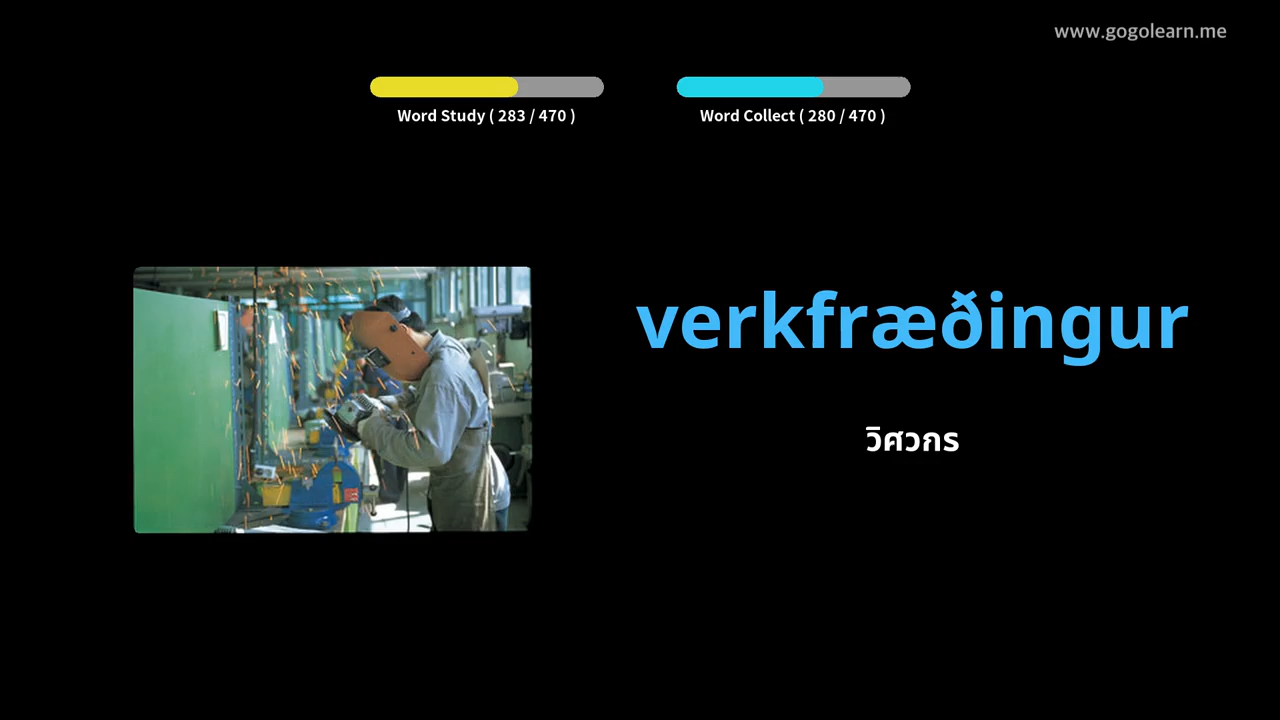 www.gogolearn.me
Word Study ( 283 / 470 )
Word Collect ( 280 / 470 )
verkfræðingur
วิศวกร